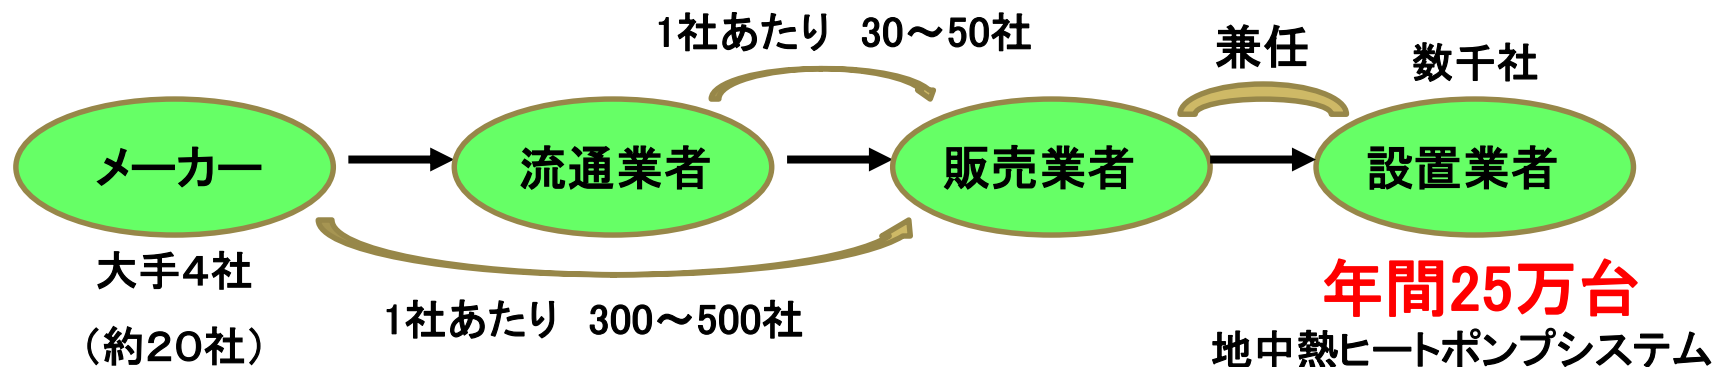 1社あたり 30～50社
兼任
数千社
メーカー
流通業者
販売業者
設置業者
大手4社
（約20社）
1社あたり 300～500社
年間25万台
地中熱ヒートポンプシステム